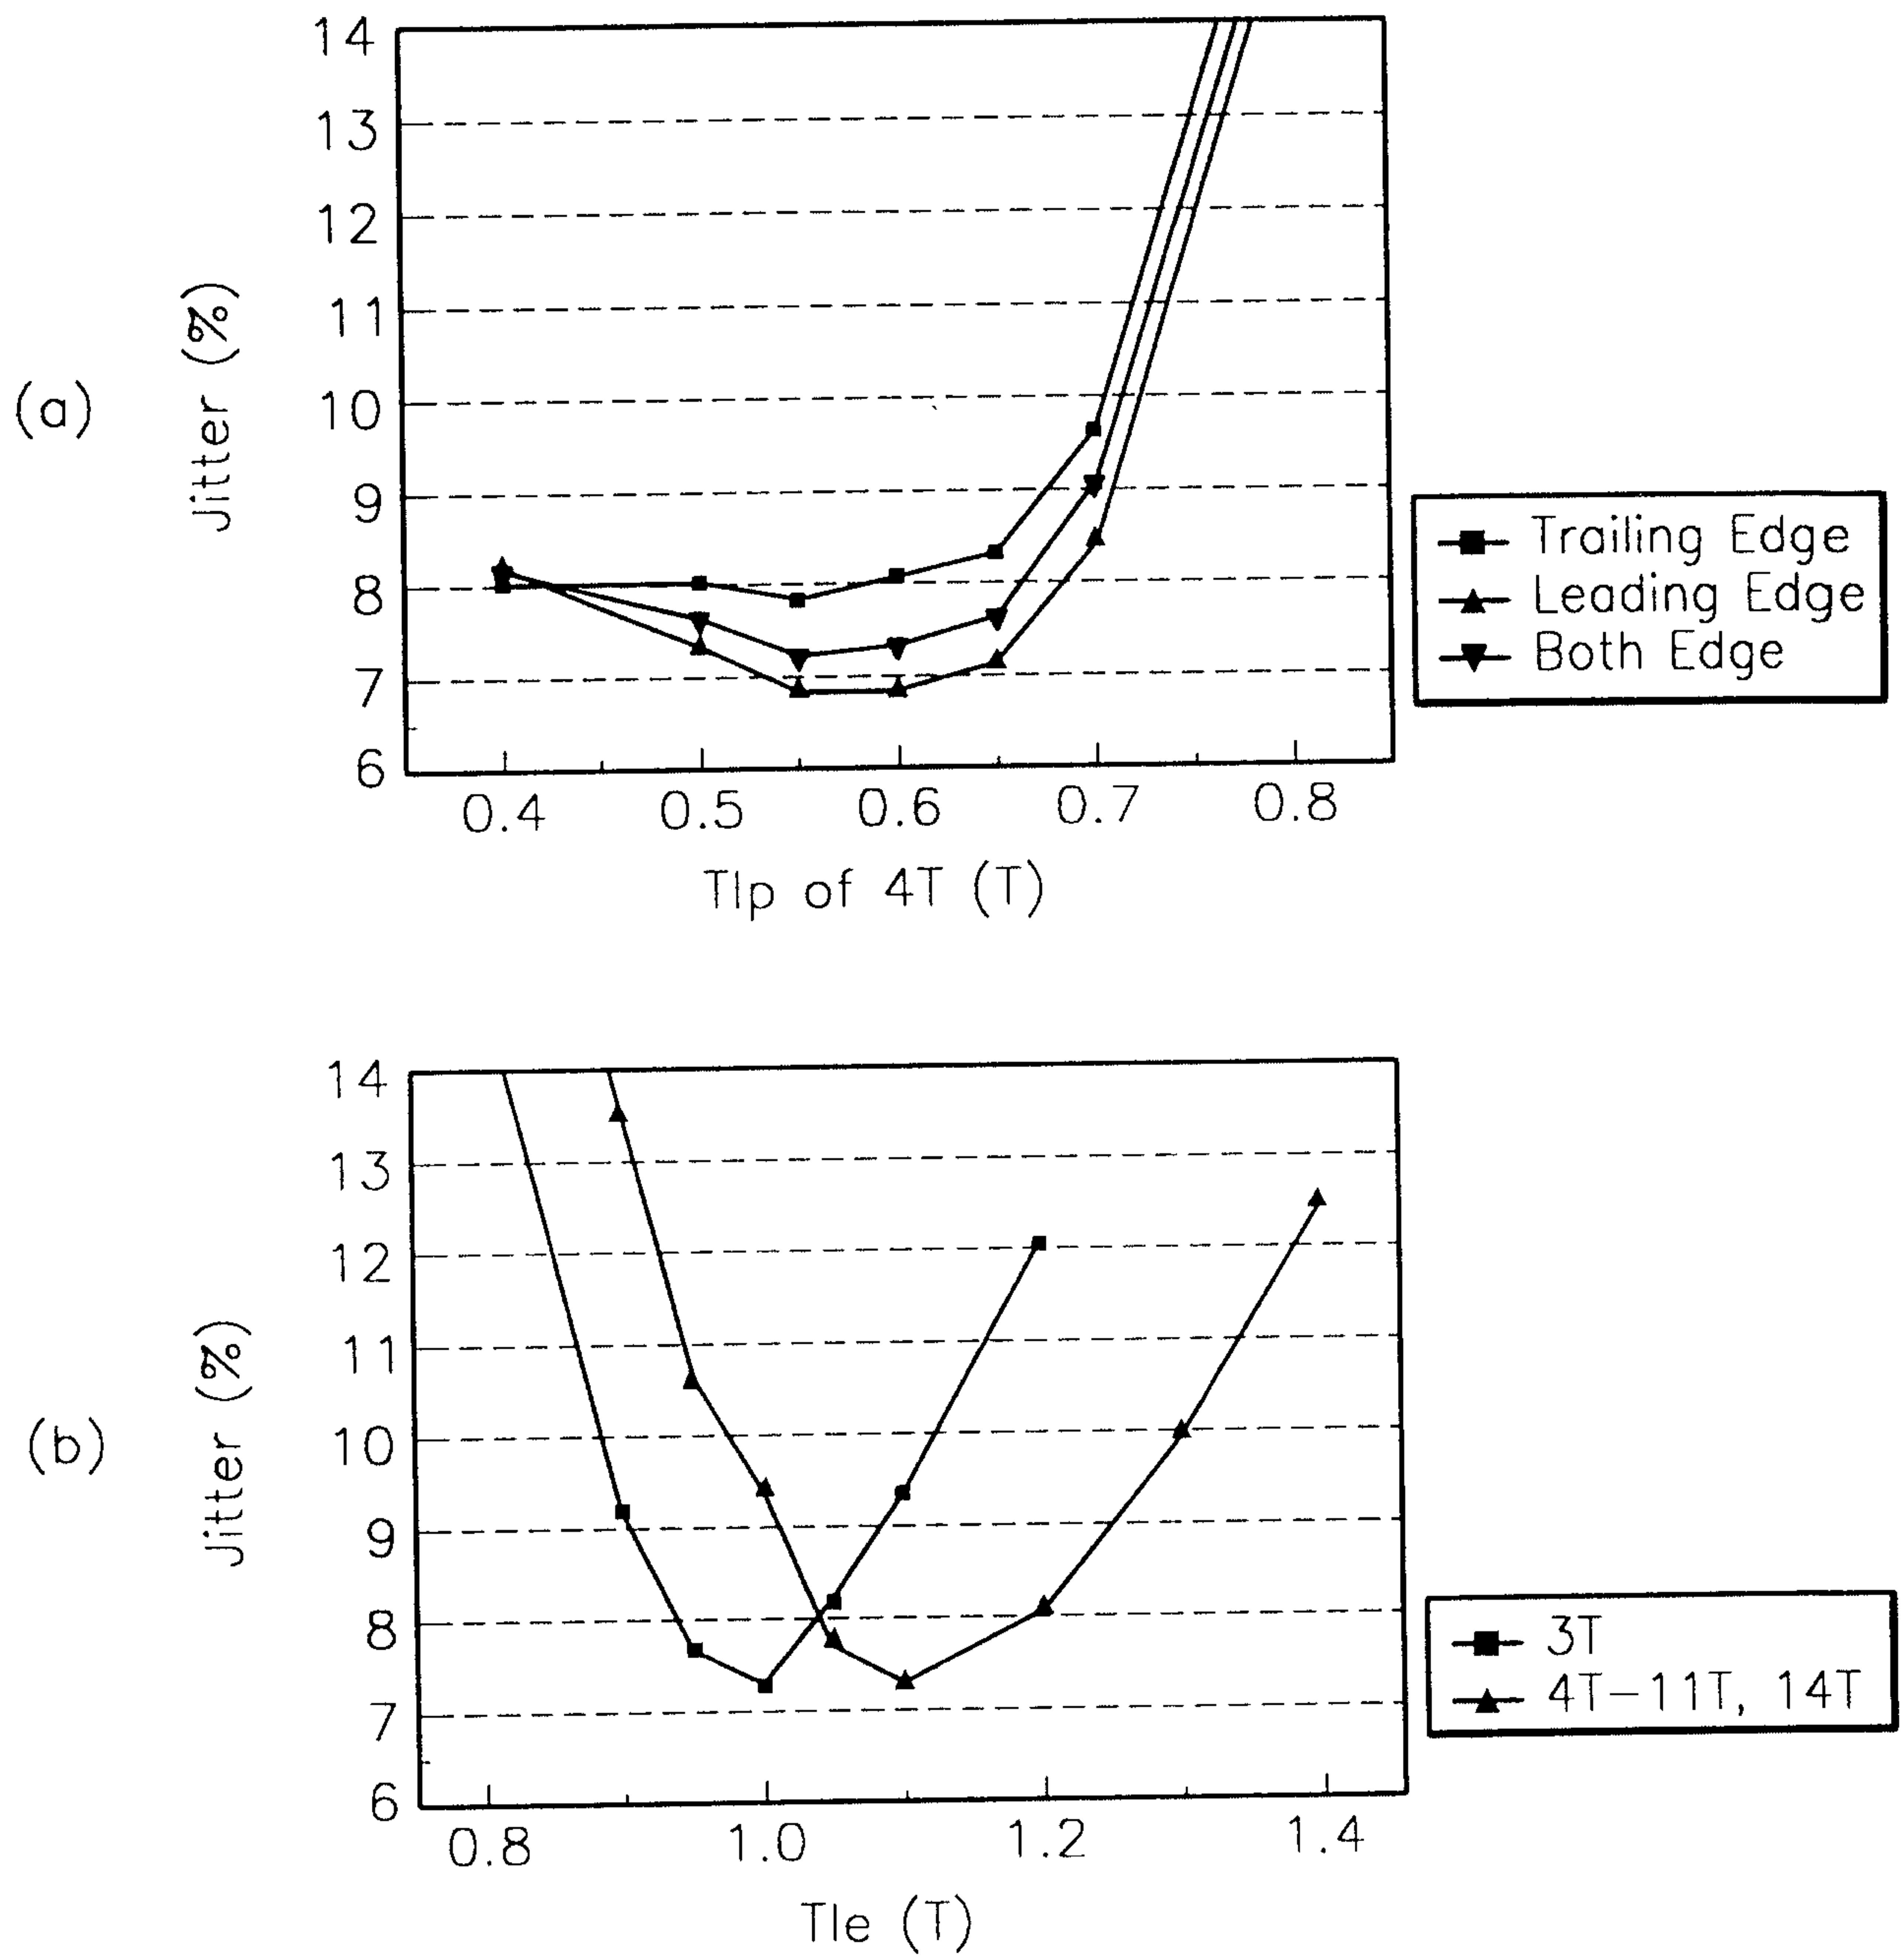 14
13
12
11
10
9
8
7
6
Jitter (%)
(a)
0.4 0.5 0.6 0.7 0.8
Tlp of 4T (T)
Trailing Edge
Leading Edge
Both Edge
14
13
12
11
10
9
8
7
6
Jitter (%)
(b)
0.8 1.0 1.2 1.4
Tle (T)
3T
4T-11T, 14T